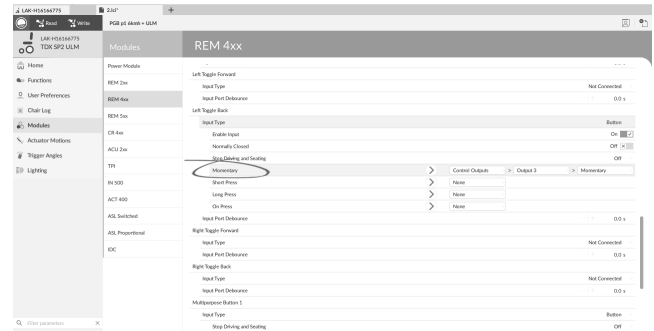 LAK-H16166775
2.lci*
+
Read
Write
PGB p1 6kmh + ULM
LAK-H16166775
TDX SP2 ULM
Modules
REM 4xx
Home
Functions
User Preferences
Chair Log
Modules
Actuator Motions
Trigger Angles
Lighting
Filter parameters
Power Module
REM 2xx
REM 4xx
REM 5xx
CR 4xx
ACU 2xx
TPI
IN 500
ACT 400
ASL Switched
ASL Proportional
IDC
Left Toggle Forward
Input Type Not Connected
Input Port Debounce 0.0 s
Left Toggle Back
Input Type Button
Enable Input On
Normally Closed Off
Stop Driving and Seating Off
Momentary > Control Outputs > Output 3 > Momentary
Short Press > None
Long Press > None
On Press > None
Input Port Debounce 0.0 s
Right Toggle Forward
Input Type Not Connected
Input Port Debounce 0.0 s
Right Toggle Back
Input Type Not Connected
Input Port Debounce 0.0 s
Multipurpose Button 1
Input Type Button
Stop Driving and Seating Off